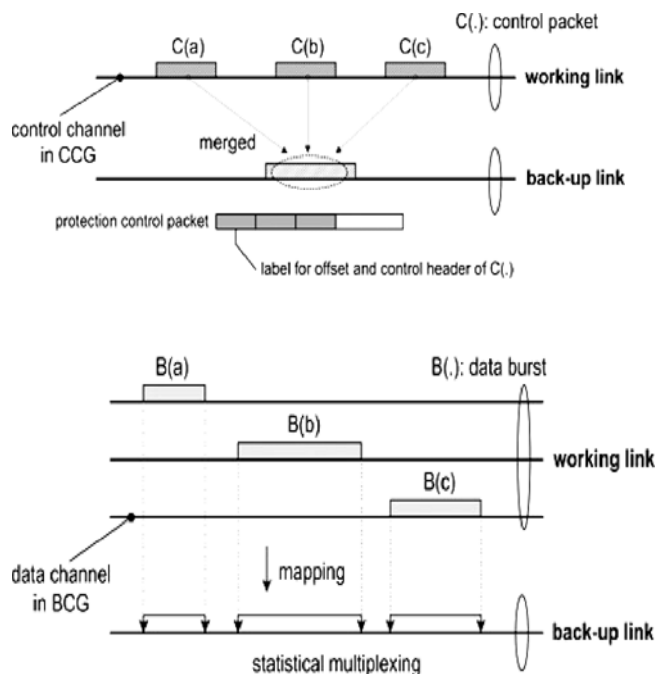 C(.): control packet
C(a)
C(b)
C(c)
working link
control channel
in CCG
merged
back-up link
protection control packet
label for offset and control header of C(.)
B(a)
B(.): data burst
B(b)
working link
B(c)
data channel
in BCG
mapping
back-up link
statistical multiplexing